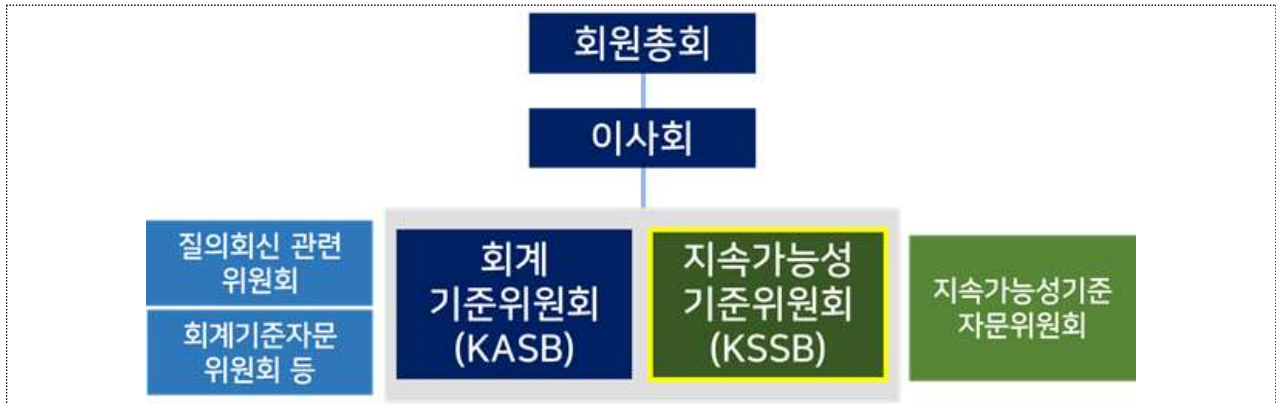 회원총회
이사회
질의회신 관련
위원회
회계기준자문
위원회 등
회계
기준위원회
(KASB)
지속가능성
기준위원회
(KSSB)
지속가능성기준
자문위원회